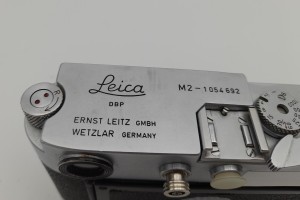 Leica
M2-1054692
DBP
ERNST LEITZ GMBH
WETZLAR GERMANY